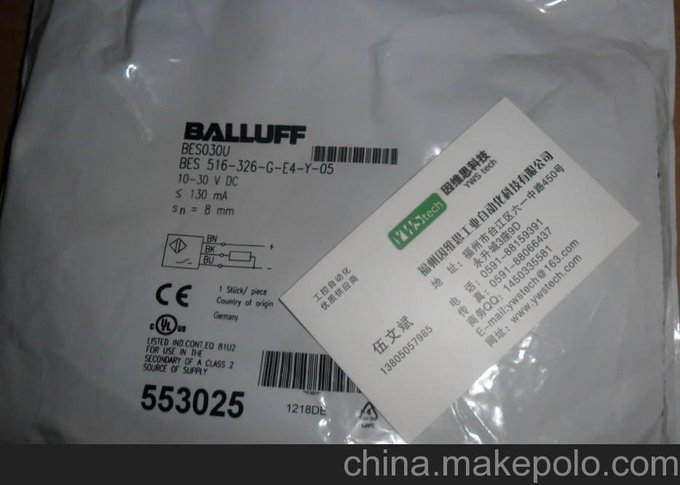 BALLUFF
BES030U
BES 516-326-G-E4-Y-05
10-30 V DC
≤ 130 mA
sn = 8 mm
BN
+
BK
BU
-
CE
1 Stück/ piece
Country of origin
Germany
UL
US
LISTED IND.CONT.EQ 81U2
FOR USE IN THE
SECONDARY OF A CLASS 2
SOURCE OF SUPPLY
553025
1218DE
YWStech
因维思科技
YWS tech
福州因维思工业自动化科技有限公司
工控自动化
优质供应商
地址：福州市台江区六一中路450号
永升城3座9D
电话：0591-88159391
传真：0591-88066437
商务QQ：1450335581
E-mail:ywstech@163.com
网址：www.ywstech.com
伍文斌
13805057985
china.makepolo.com